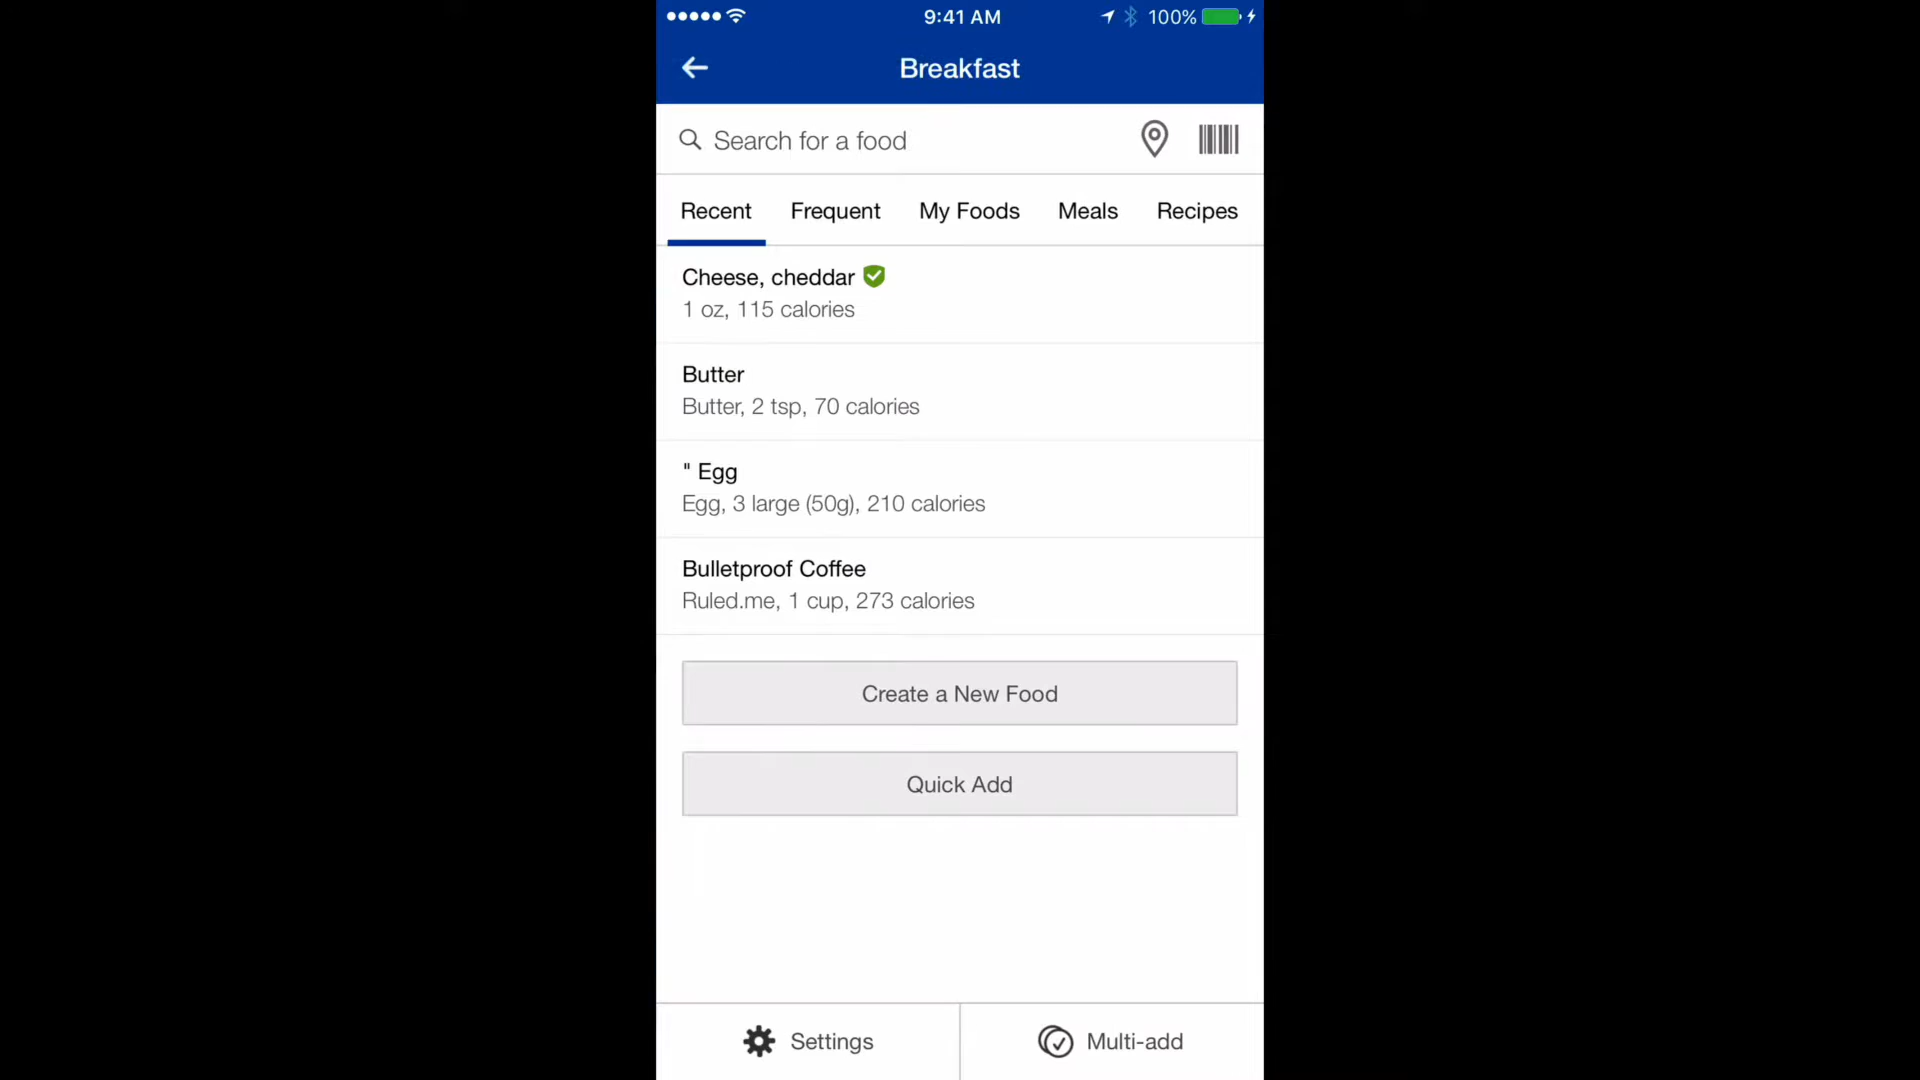 9:41 AM
100%
Breakfast
Search for a food
Recent Frequent My Foods Meals Recipes
Cheese, cheddar
1 oz, 115 calories
Butter
Butter, 2 tsp, 70 calories
" Egg
Egg, 3 large (50g), 210 calories
Bulletproof Coffee
Ruled.me, 1 cup, 273 calories
Create a New Food
Quick Add
Settings
Multi-add